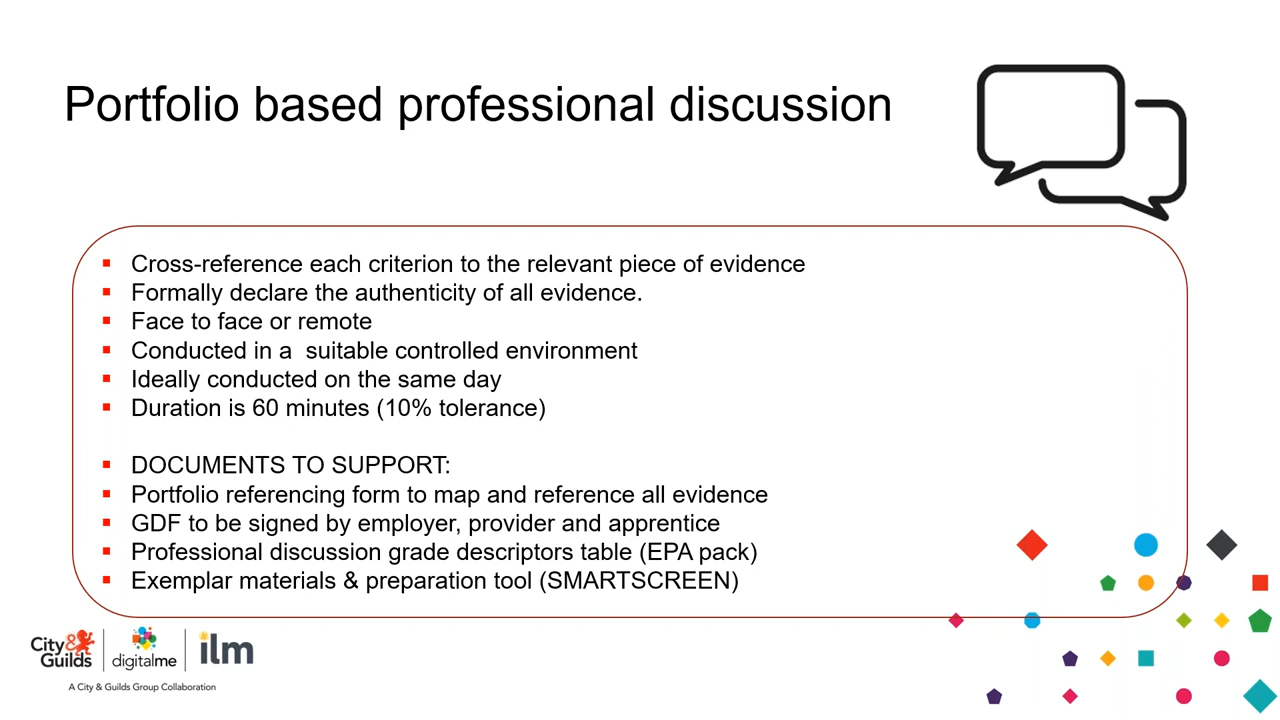 Portfolio based professional discussion
Cross-reference each criterion to the relevant piece of evidence
Formally declare the authenticity of all evidence.
Face to face or remote
Conducted in a  suitable controlled environment
Ideally conducted on the same day
Duration is 60 minutes (10% tolerance)
DOCUMENTS TO SUPPORT:
Portfolio referencing form to map and reference all evidence
GDF to be signed by employer, provider and apprentice
Professional discussion grade descriptors table (EPA pack)
Exemplar materials & preparation tool (SMARTSCREEN)
City&
Guilds
digitalme
ilm
A City & Guilds Group Collaboration